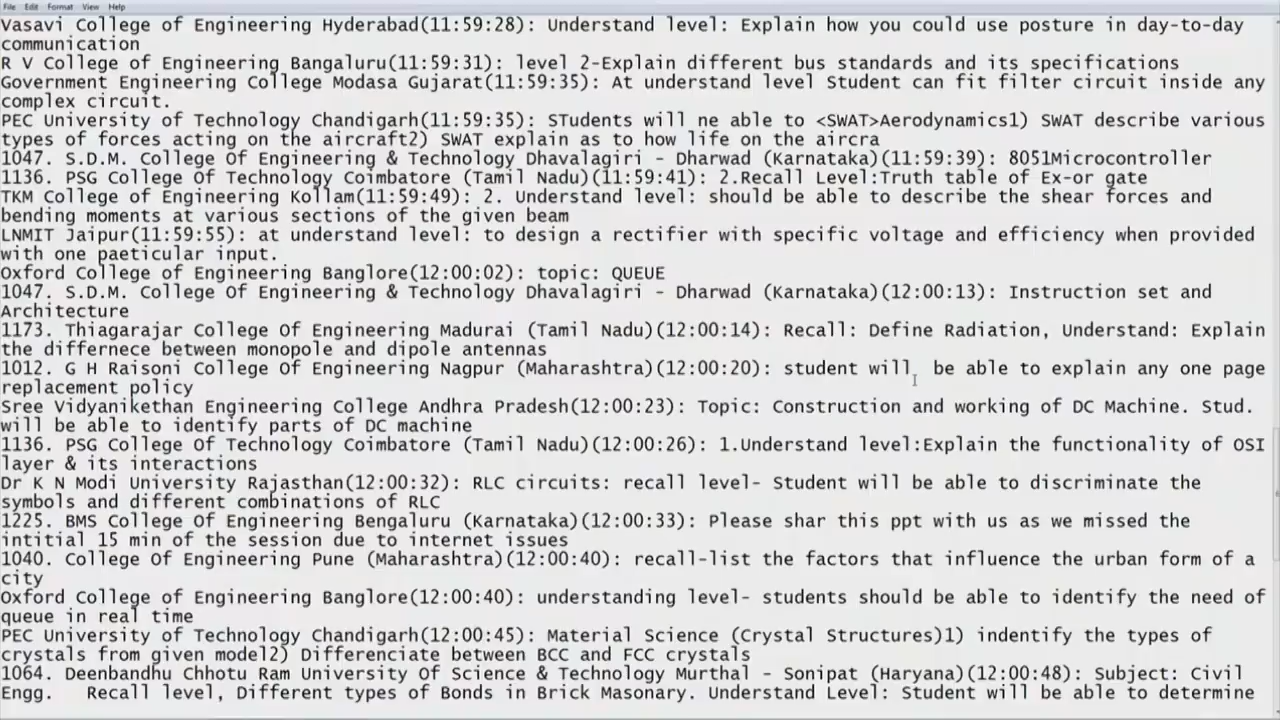 File Edit Format View Help
Vasavi College of Engineering Hyderabad(11:59:28): Understand level: Explain how you could use posture in day-to-day
communication
R V College of Engineering Bangaluru(11:59:31): level 2-Explain different bus standards and its specifications
Government Engineering College Modasa Gujarat(11:59:35): At understand level Student can fit filter circuit inside any
complex circuit.
PEC University of Technology Chandigarh(11:59:35): STudents will ne able to <SWAT>Aerodynamics1) SWAT describe various
types of forces acting on the aircraft2) SWAT explain as to how life on the aircra
1047. S.D.M. College Of Engineering & Technology Dhavalagiri - Dharwad (Karnataka)(11:59:39): 8051Microcontroller
1136. PSG College Of Technology Coimbatore (Tamil Nadu)(11:59:41): 2.Recall Level:Truth table of Ex-or gate
TKM College of Engineering Kollam(11:59:49): 2. Understand level: should be able to describe the shear forces and
bending moments at various sections of the given beam
LNMIT Jaipur(11:59:55): at understand level: to design a rectifier with specific voltage and efficiency when provided
with one paeticular input.
Oxford College of Engineering Banglore(12:00:02): topic: QUEUE
1047. S.D.M. College Of Engineering & Technology Dhavalagiri - Dharwad (Karnataka)(12:00:13): Instruction set and
Architecture
1173. Thiagarajar College Of Engineering Madurai (Tamil Nadu)(12:00:14): Recall: Define Radiation, Understand: Explain
the differnece between monopole and dipole antennas
1012. G H Raisoni College Of Engineering Nagpur (Maharashtra)(12:00:20): student will  be able to explain any one page
replacement policy
Sree Vidyanikethan Engineering College Andhra Pradesh(12:00:23): Topic: Construction and working of DC Machine. Stud.
will be able to identify parts of DC machine
1136. PSG College Of Technology Coimbatore (Tamil Nadu)(12:00:26): 1.Understand level:Explain the functionality of OSI
layer & its interactions
Dr K N Modi University Rajasthan(12:00:32): RLC circuits: recall level- Student will be able to discriminate the
symbols and different combinations of RLC
1225. BMS College Of Engineering Bengaluru (Karnataka)(12:00:33): Please shar this ppt with us as we missed the
intitial 15 min of the session due to internet issues
1040. College Of Engineering Pune (Maharashtra)(12:00:40): recall-list the factors that influence the urban form of a
city
Oxford College of Engineering Banglore(12:00:40): understanding level- students should be able to identify the need of
queue in real time
PEC University of Technology Chandigarh(12:00:45): Material Science (Crystal Structures)1) indentify the types of
crystals from given model2) Differenciate between BCC and FCC crystals
1064. Deenbandhu Chhotu Ram University Of Science & Technology Murthal - Sonipat (Haryana)(12:00:48): Subject: Civil
Engg.   Recall level, Different types of Bonds in Brick Masonary. Understand Level: Student will be able to determine